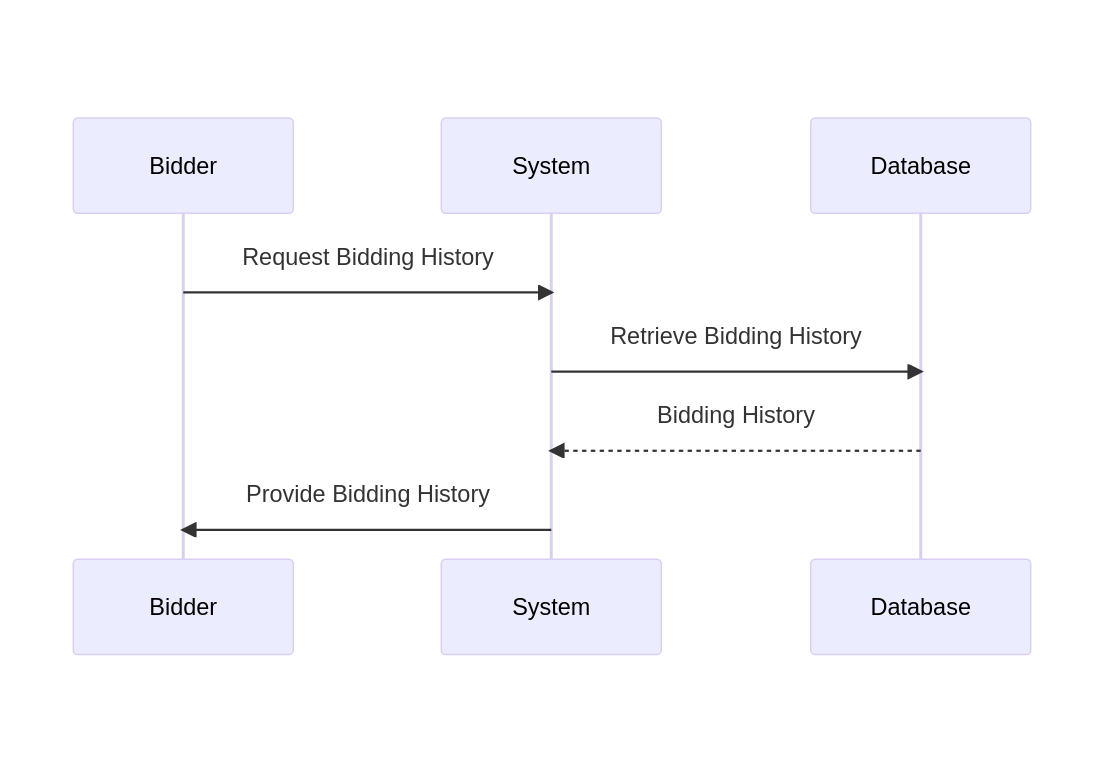 Bidder
System
Database
Request Bidding History
Retrieve Bidding History
Bidding History
Provide Bidding History
Bidder
System
Database